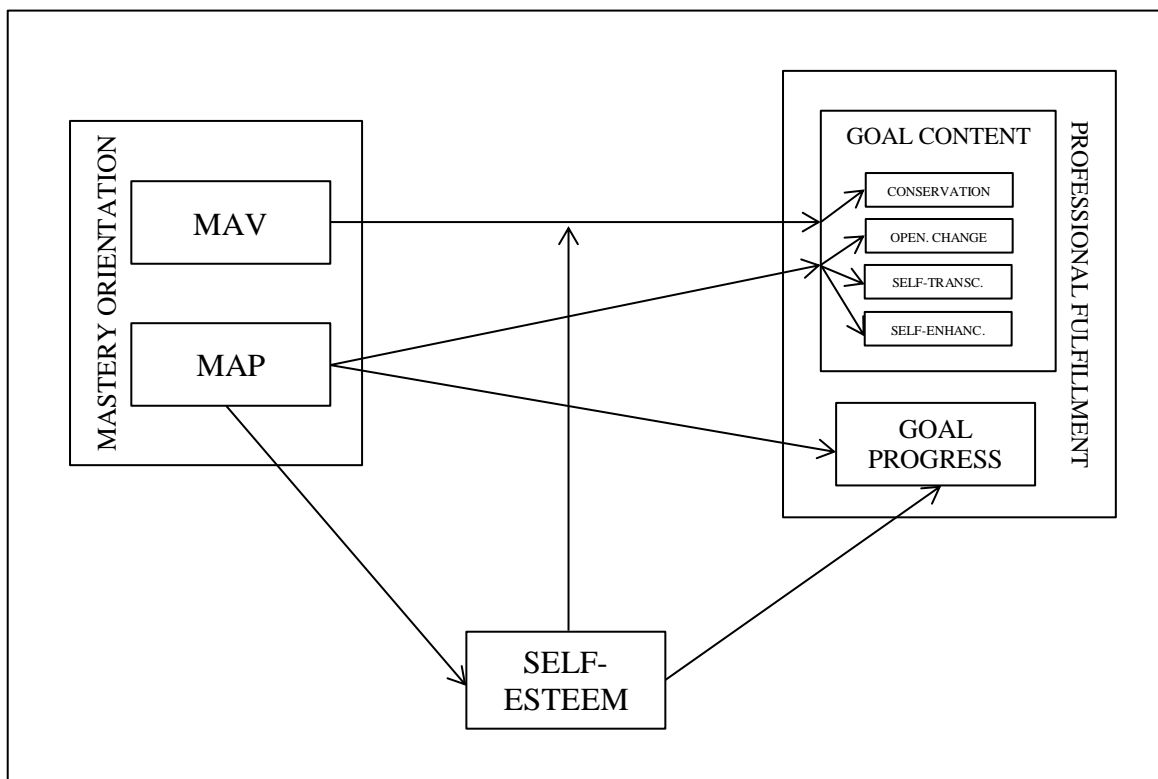 MASTERY ORIENTATION
MAV
MAP
SELF-
ESTEEM
GOAL CONTENT
CONSERVATION
OPEN. CHANGE
SELF-TRANSC.
SELF-ENHANC.
GOAL
PROGRESS
PROFESSIONAL FULFILLMENT